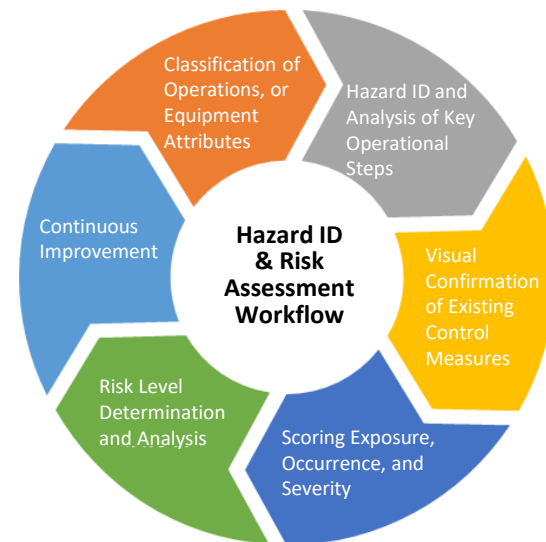 Classification of
Operations, or
Equipment
Attributes
Hazard ID and
Analysis of Key
Operational
Steps
Visual
Confirmation
of Existing
Control
Measures
Scoring Exposure,
Occurrence, and
Severity
Risk Level
Determination
and Analysis
Continuous
Improvement
Hazard ID
& Risk
Assessment
Workflow